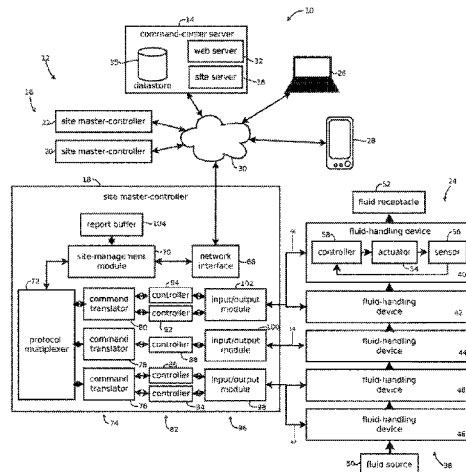 14
10
command-center server
12
35
web server
32
site server
36
datastore
26
16
22
site master-controller
20
site master-controller
30
28
18
site master-controller
52
fluid receptacle
24
report buffer
104
fluid-handling device
58
56
controller
actuator
sensor
54
40
site-management module
70
network interface
68
72
94
102
command translator
controller
input/output module
80
92
controller
fluid-handling device
42
protocol multiplexer
100
command translator
controller
input/output module
78
88
fluid-handling device
44
86
command translator
controller
input/output module
controller
76
84
98
fluid-handling device
fluid-handling device
74
82
96
50
fluid source
38